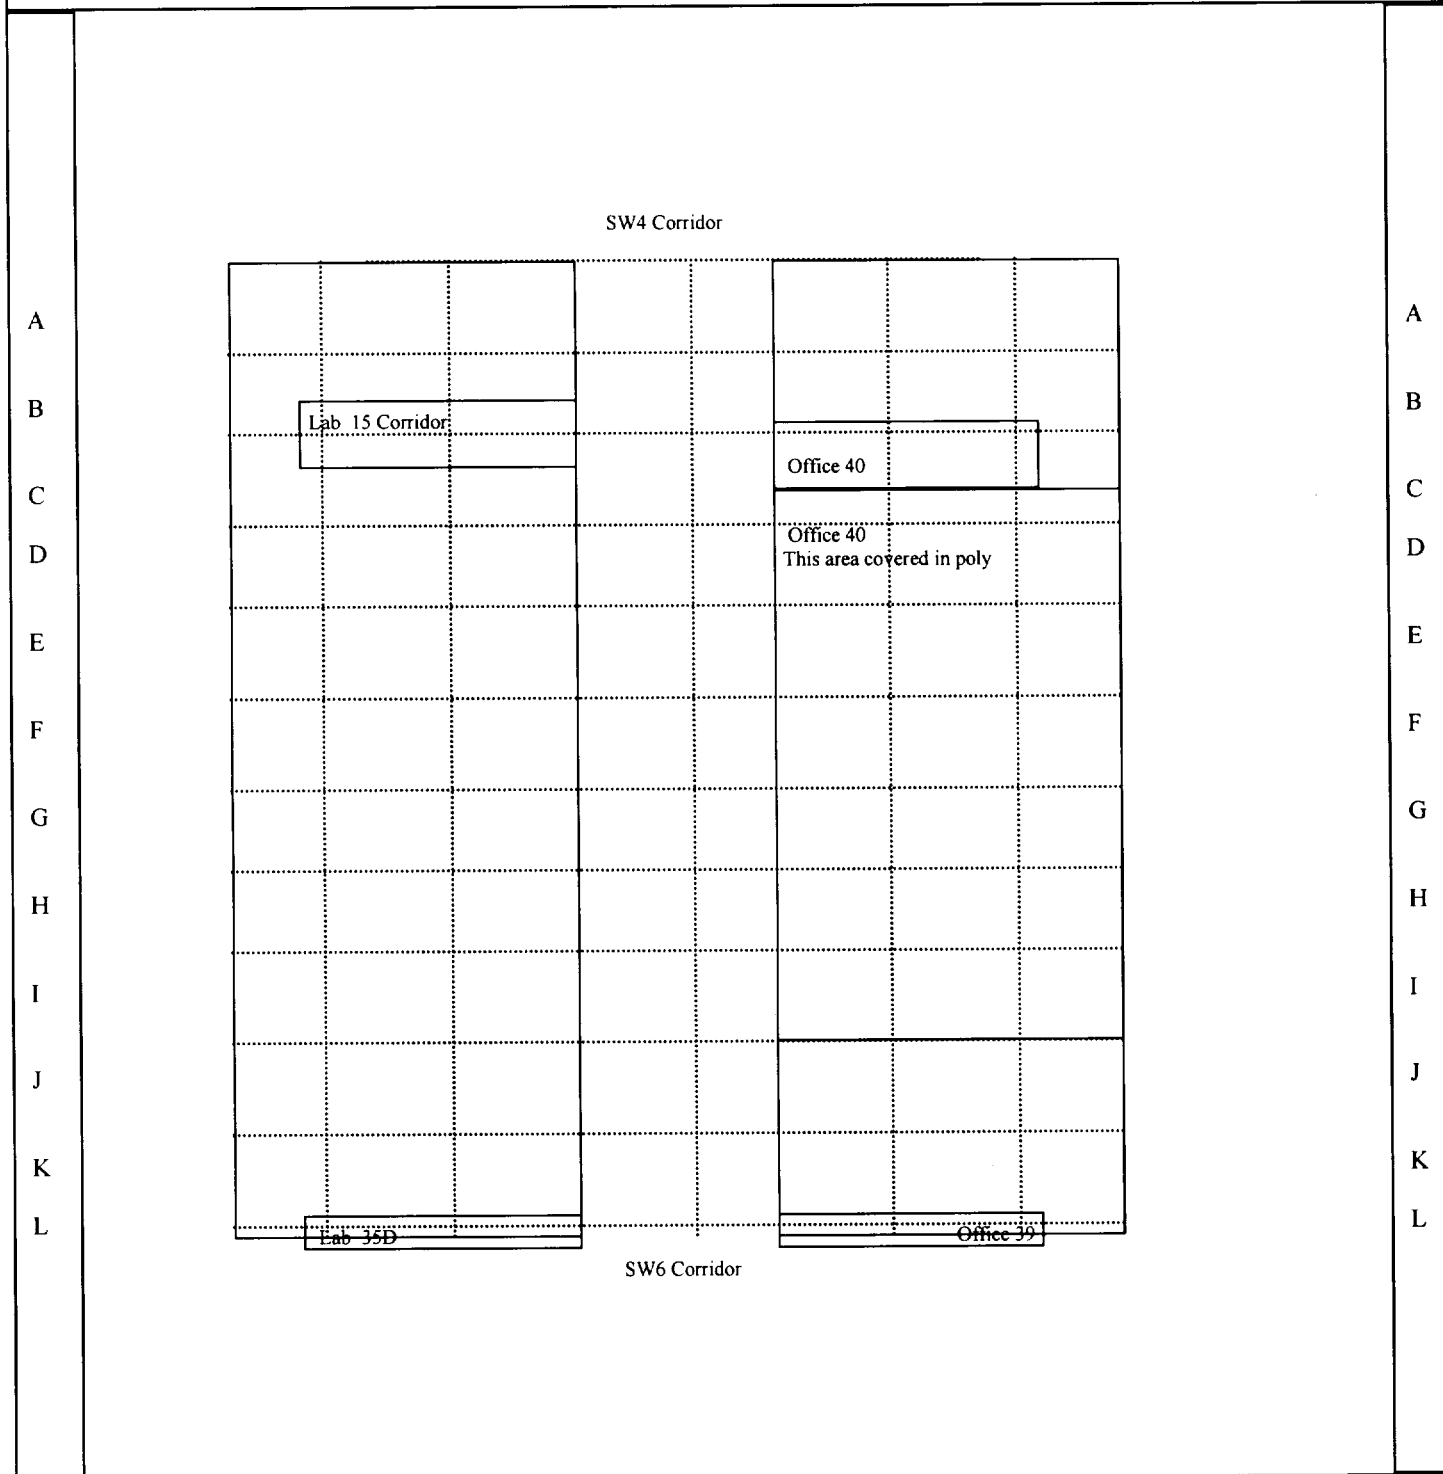 SW4 Corridor
A A
B B
Lab 15 Corridor
Office 40
C C
Office 40
D D
This area covered in poly
E E
F F
G G
H H
I I
J J
K K
L L
Lab 35D Office 39
SW6 Corridor